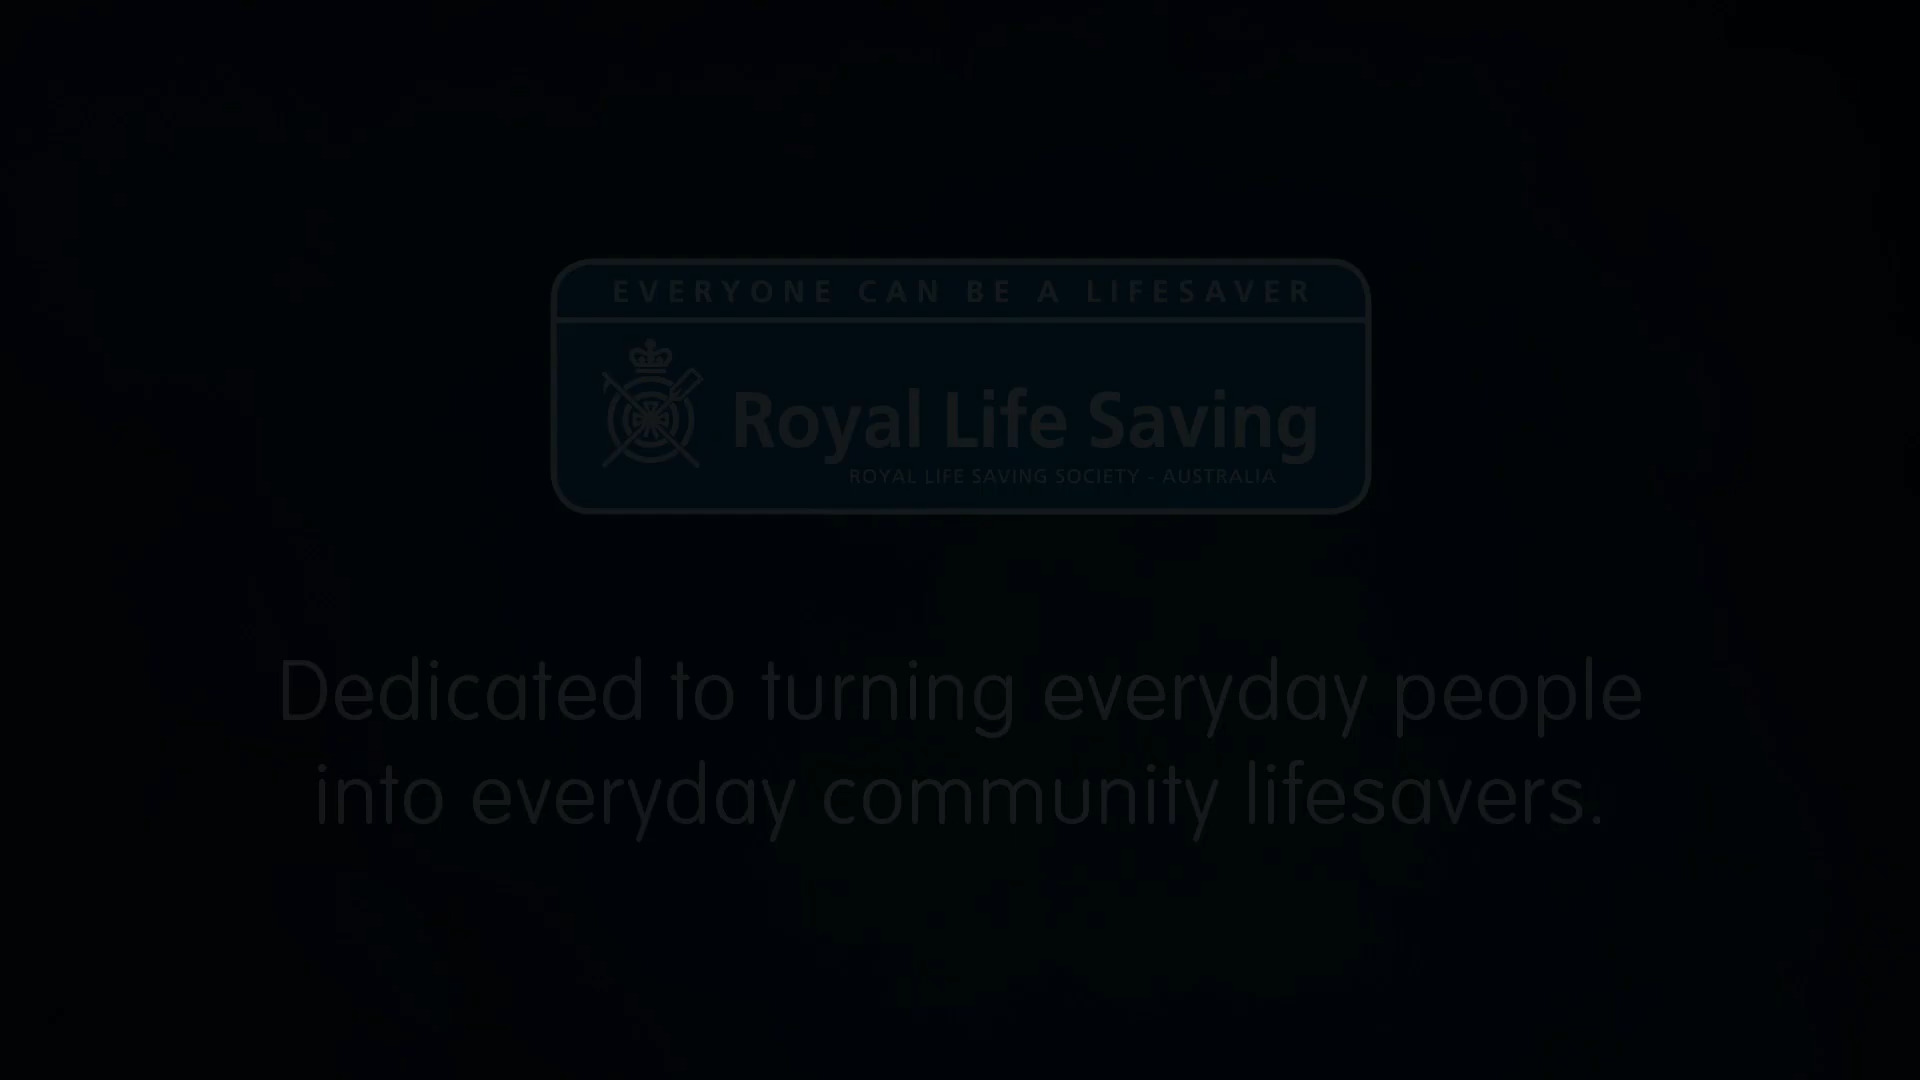 EVERYONE CAN BE A LIFESAVER
Royal Life Saving
ROYAL LIFE SAVING SOCIETY - AUSTRALIA
Dedicated to turning everyday people
into everyday community lifesavers.